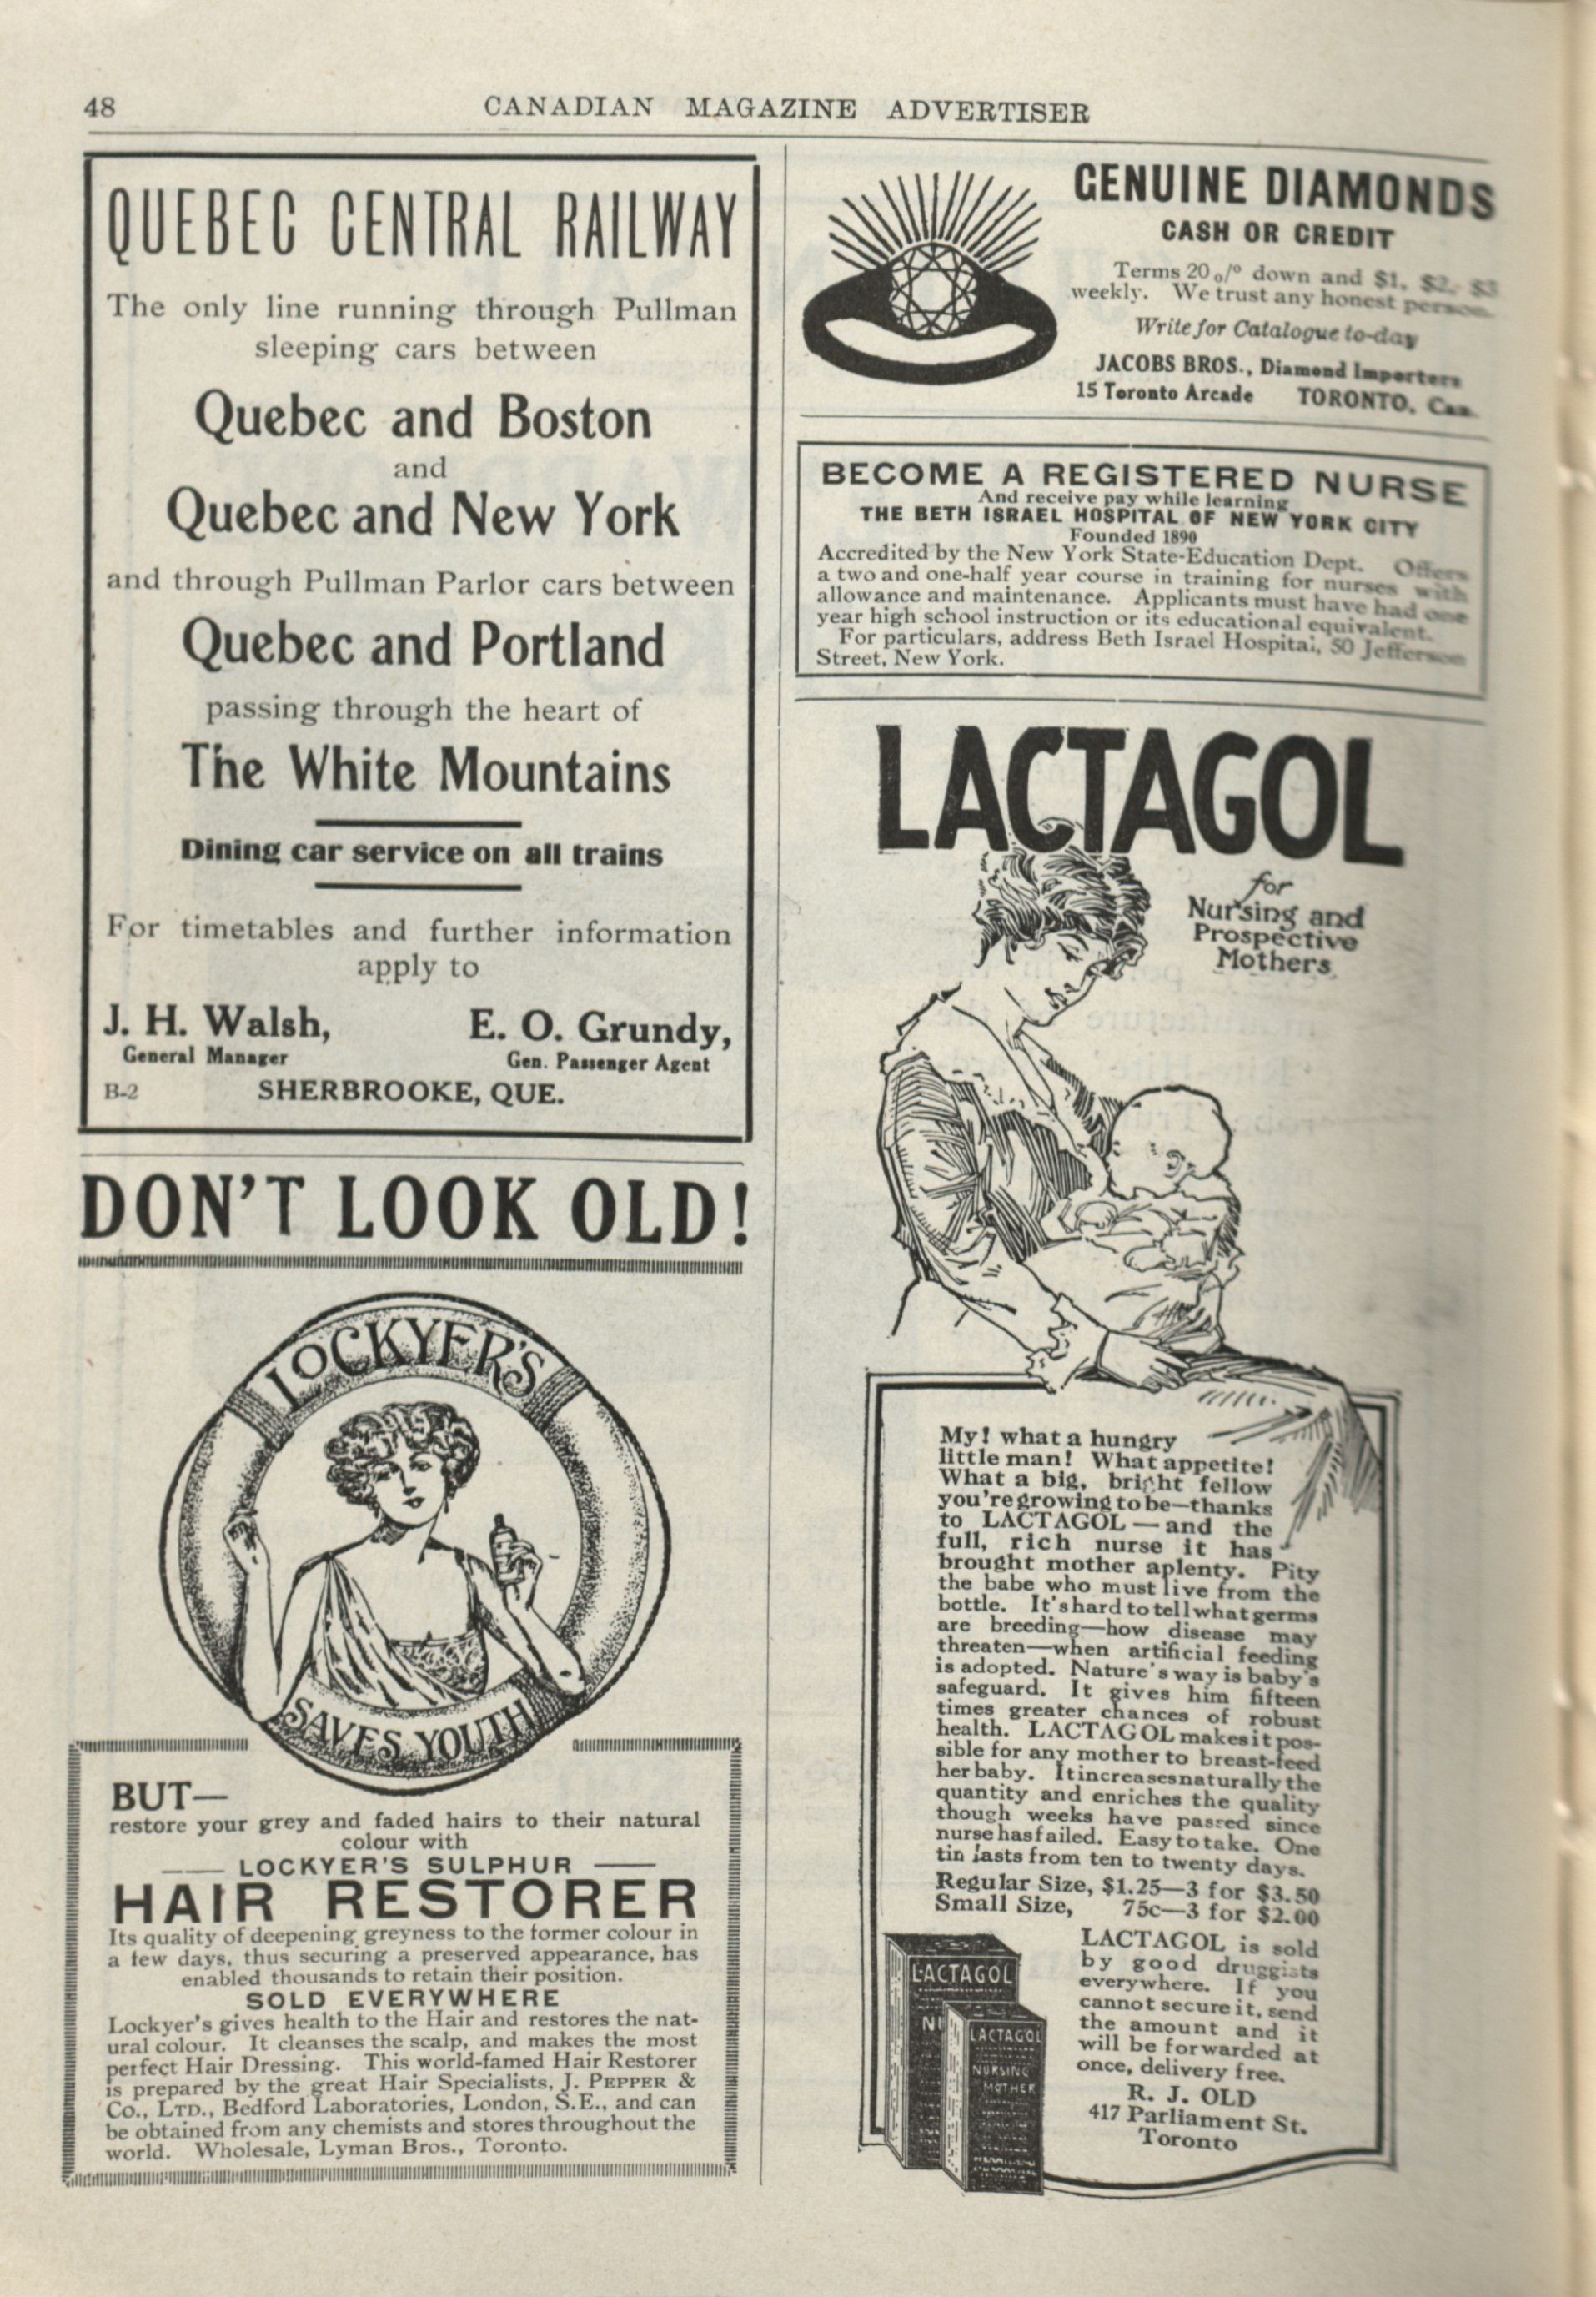 48
CANADIAN MAGAZINE ADVERTISER
QUEBEC CENTRAL RAILWAY
The only line running through Pullman
sleeping cars between
Quebec and Boston
and
Quebec and New York
and through Pullman Parlor cars between
Quebec and Portland
passing through the heart of
The White Mountains
Dining car service on all trains
For timetables and further information
apply to
J. H. Walsh,
General Manager
E. O. Grundy,
Gen. Passenger Agent
B-2
SHERBROOKE, QUE.
DON'T LOOK OLD!
LOCKYER'S
SAVES YOUTH
BUT—
restore your grey and faded hairs to their natural
colour with
LOCKYER'S SULPHUR
HAIR RESTORER
Its quality of deepening greyness to the former colour in
a few days, thus securing a preserved appearance, has
enabled thousands to retain their position.
SOLD EVERYWHERE
Lockyer's gives health to the Hair and restores the nat-
ural colour. It cleanses the scalp, and makes the most
perfect Hair Dressing. This world-famed Hair Restorer
is prepared by the great Hair Specialists, J. PEPPER &
Co., LTD., Bedford Laboratories, London, S.E., and can
be obtained from any chemists and stores throughout the
world. Wholesale, Lyman Bros., Toronto.
GENUINE DIAMONDS
CASH OR CREDIT
Terms 20 o/o down and $1, $2, $3
weekly. We trust any honest person.
Write for Catalogue to-day
JACOBS BROS., Diamond Importers
15 Toronto Arcade TORONTO, Can.
BECOME A REGISTERED NURSE
And receive pay while learning
THE BETH ISRAEL HOSPITAL OF NEW YORK CITY
Founded 1890
Accredited by the New York State-Education Dept. Offers
a two and one-half year course in training for nurses with
allowance and maintenance. Applicants must have had one
year high school instruction or its educational equivalent.
For particulars, address Beth Israel Hospital, 50 Jefferson
Street, New York.
LACTAGOL
for
Nursing and
Prospective
Mothers
My! what a hungry
little man! What appetite!
What a big, bright fellow
you're growing to be—thanks
to LACTAGOL — and the
full, rich nurse it has
brought mother aplenty. Pity
the babe who must live from the
bottle. It's hard to tell what germs
are breeding—how disease may
threaten—when artificial feeding
is adopted. Nature's way is baby's
safeguard. It gives him fifteen
times greater chances of robust
health. LACTAGOL makes it pos-
sible for any mother to breast-feed
her baby. It increases naturally the
quantity and enriches the quality
though weeks have passed since
nurse has failed. Easy to take. One
tin lasts from ten to twenty days.
Regular Size, $1.25—3 for $3.50
Small Size, 75c—3 for $2.00
LACTAGOL
LACTAGOL
NURSING
MOTHER
LACTAGOL is sold
by good druggists
everywhere. If you
cannot secure it, send
the amount and it
will be forwarded at
once, delivery free.
R. J. OLD
417 Parliament St.
Toronto